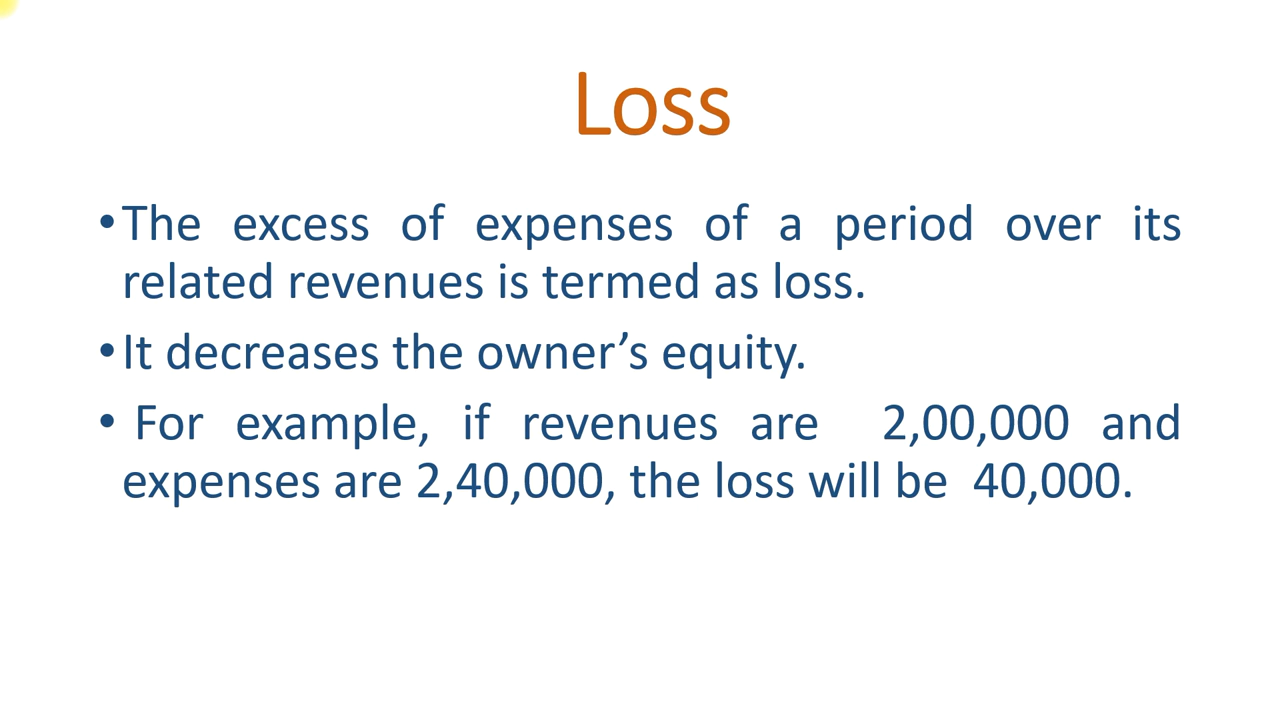 Loss
•The excess of expenses of a period over its
related revenues is termed as loss.
•It decreases the owner’s equity.
• For example, if revenues are  2,00,000 and
expenses are 2,40,000, the loss will be  40,000.